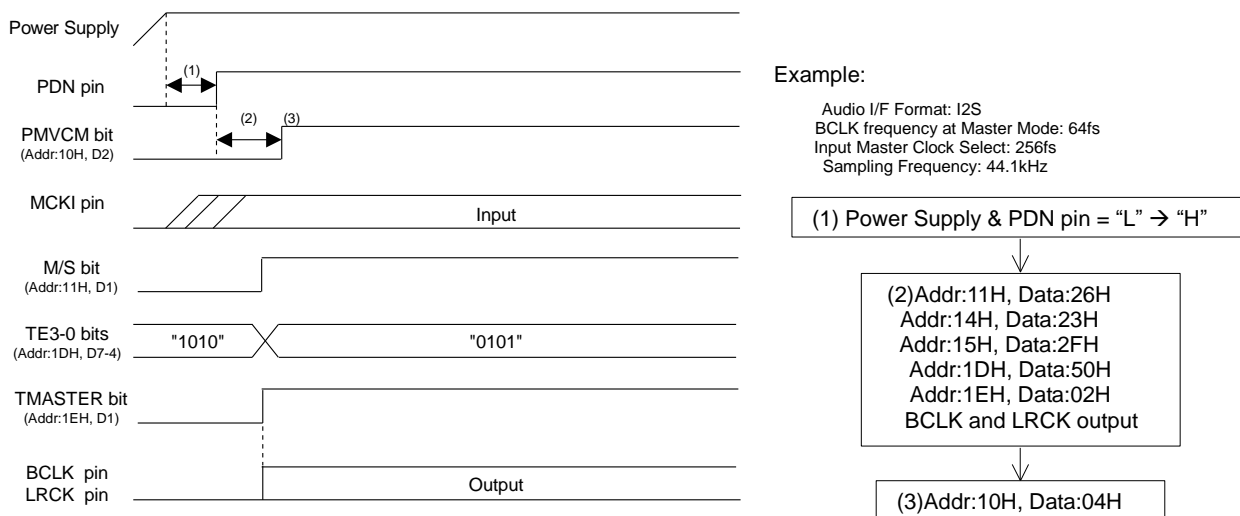 Power Supply
(1)
PDN pin
(2)
(3)
PMVCM bit
(Addr:10H, D2)
MCKI pin
Input
M/S bit
(Addr:11H, D1)
TE3-0 bits
(Addr:1DH, D7-4)
"1010"
"0101"
TMASTER bit
(Addr:1EH, D1)
BCLK pin
LRCK pin
Output
Example:
Audio I/F Format: I2S
BCLK frequency at Master Mode: 64fs
Input Master Clock Select: 256fs
Sampling Frequency: 44.1kHz
(1) Power Supply & PDN pin = “L” → “H”
(2)Addr:11H, Data:26H
Addr:14H, Data:23H
Addr:15H, Data:2FH
Addr:1DH, Data:50H
Addr:1EH, Data:02H
BCLK and LRCK output
(3)Addr:10H, Data:04H